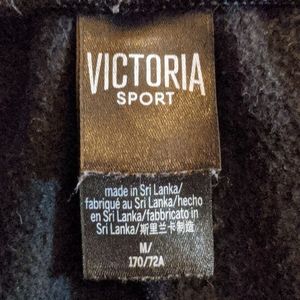 VICTORIA
SPORT
made in Sri Lanka/
fabriqué au Sri Lanka/hecho
en Sri Lanka/fabbricato in
Sri Lanka/斯里兰卡制造
M/
170/72A